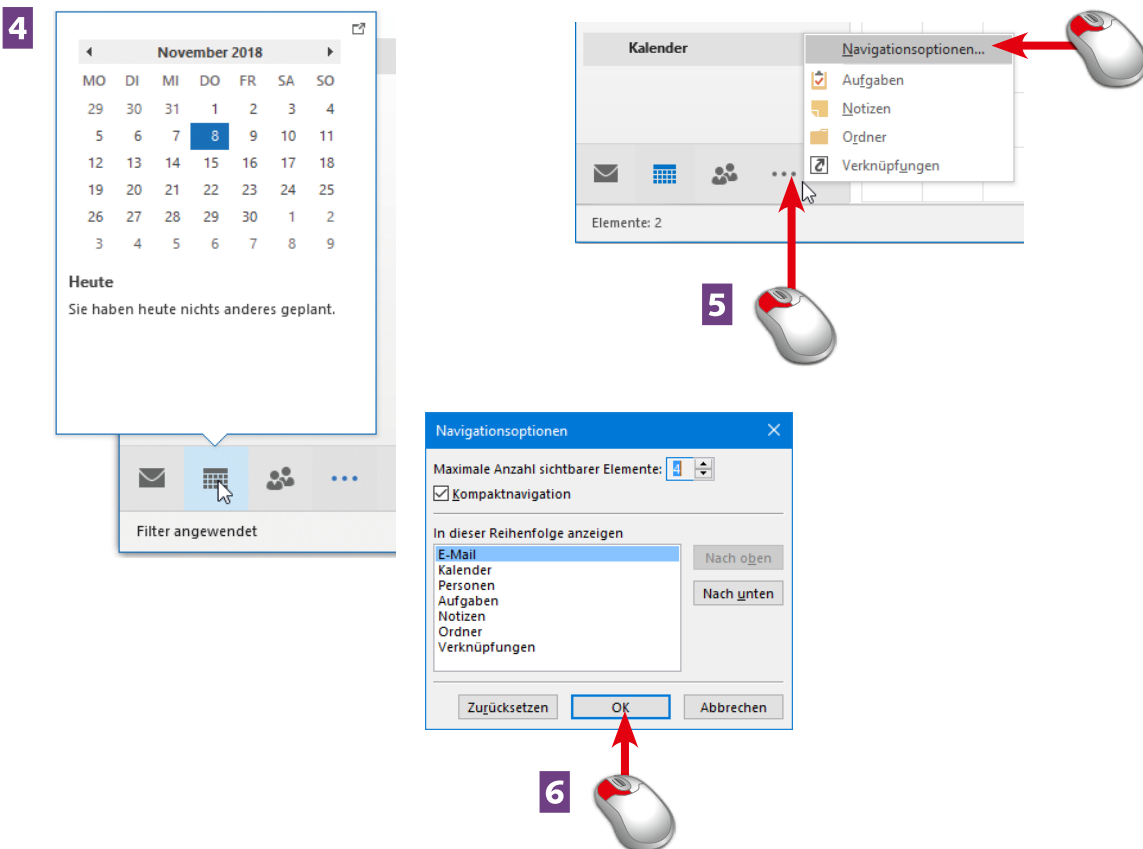 4
November 2018
MO DI MI DO FR SA SO
29 30 31 1 2 3 4
5 6 7 8 9 10 11
12 13 14 15 16 17 18
19 20 21 22 23 24 25
26 27 28 29 30 1 2
3 4 5 6 7 8 9
Heute
Sie haben heute nichts anderes geplant.
Filter angewendet
Kalender
Navigationsoptionen...
Aufgaben
Notizen
Ordner
Verknüpfungen
Elemente: 2
5
Navigationsoptionen
Maximale Anzahl sichtbarer Elemente: 4
Kompaktnavigation
In dieser Reihenfolge anzeigen
E-Mail
Kalender
Personen
Aufgaben
Notizen
Ordner
Verknüpfungen
Nach oben
Nach unten
Zurücksetzen OK Abbrechen
6